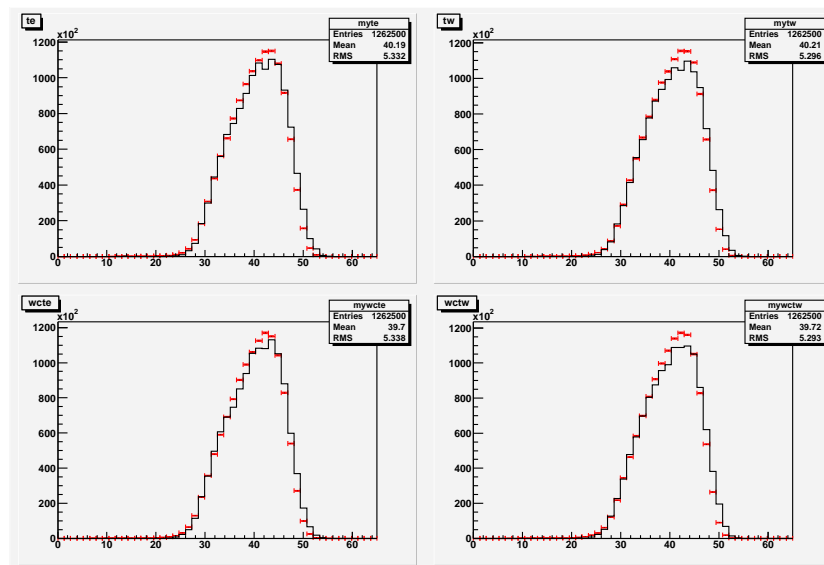 te
myte
Entries 1262500
Mean 40.19
RMS 5.332
x10²
1200
1000
800
600
400
200
0
0 10 20 30 40 50 60
tw
mytw
Entries 1262500
Mean 40.21
RMS 5.296
x10²
1200
1000
800
600
400
200
0
0 10 20 30 40 50 60
wcte
mywcte
Entries 1262500
Mean 39.7
RMS 5.338
x10²
1200
1000
800
600
400
200
0
0 10 20 30 40 50 60
wctw
mywctw
Entries 1262500
Mean 39.72
RMS 5.293
x10²
1200
1000
800
600
400
200
0
0 10 20 30 40 50 60